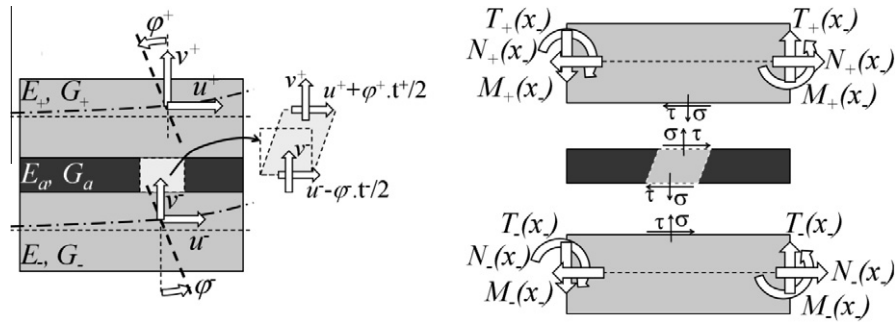 φ⁺
v⁺
u⁺
E₊, G₊
v⁺
u⁺+φ⁺.t⁺/2
Eₐ, Gₐ
v⁻
v⁻
u⁻-φ⁻.t⁻/2
u⁻
E₋, G₋
φ⁻
T₊(x₋) T₊(x₋)
N₊(x₋) N₊(x₋)
M₊(x₋) M₊(x₋)
τ σ
σ τ
τ σ
τ σ
T₋(x₋) T₋(x₋)
N₋(x₋) N₋(x₋)
M₋(x₋) M₋(x₋)